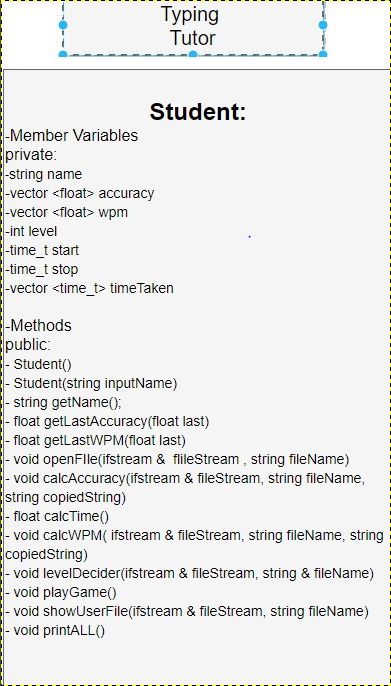 Typing
Tutor
Student:
-Member Variables
private:
-string name
-vector <float> accuracy
-vector <float> wpm
-int level
-time_t start
-time_t stop
-vector <time_t> timeTaken
-Methods
public:
- Student()
- Student(string inputName)
- string getName();
- float getLastAccuracy(float last)
- float getLastWPM(float last)
- void openFIle(ifstream &  flileStream , string fileName)
- void calcAccuracy(ifstream & fileStream, string fileName,
string copiedString)
- float calcTime()
- void calcWPM( ifstream & fileStream, string fileName, string
copiedString)
- void levelDecider(ifstream & fileStream, string & fileName)
- void playGame()
- void showUserFile(ifstream & fileStream, string fileName)
- void printALL()